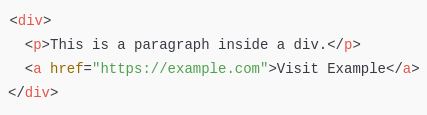 <div>
  <p>This is a paragraph inside a div.</p>
  <a href="https://example.com">Visit Example</a>
</div>